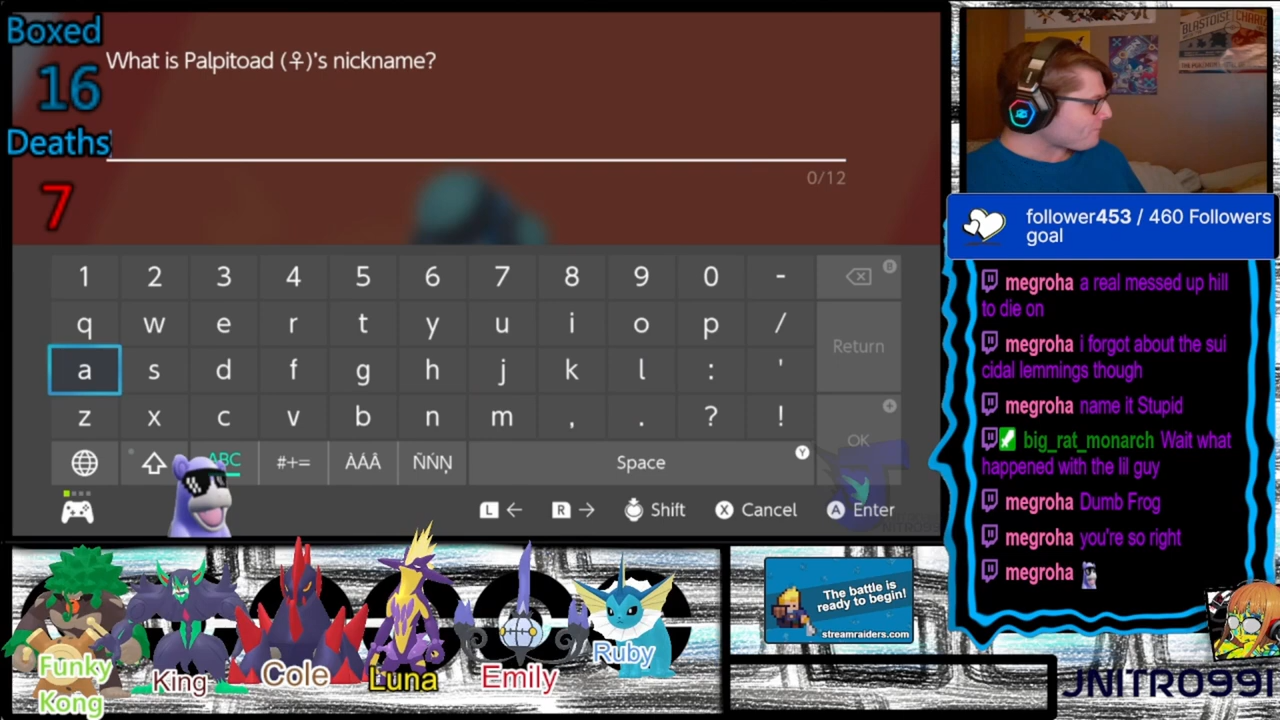 Boxed
16
Deaths
7
What is Palpitoad (♀)'s nickname?
0/12
1 2 3 4 5 6 7 8 9 0 -
q w e r t y u i o p /
Return
a s d f g h j k l : '
z x c v b n m , . ? !
OK
ABC #+= ÀÁÂ ÑŃŅ Space Y
L ← R → Shift X Cancel A Enter
Funky Kong
King
Cole
Luna
Emily
Ruby
The battle is
ready to begin!
streamraiders.com
BLASTOISE
follower453 / 460 Followers
goal
megroha a real messed up hill
to die on
megroha i forgot about the sui
cidal lemmings though
megroha name it Stupid
big_rat_monarch Wait what
happened with the lil guy
megroha Dumb Frog
megroha you're so right
megroha
JNITRO991